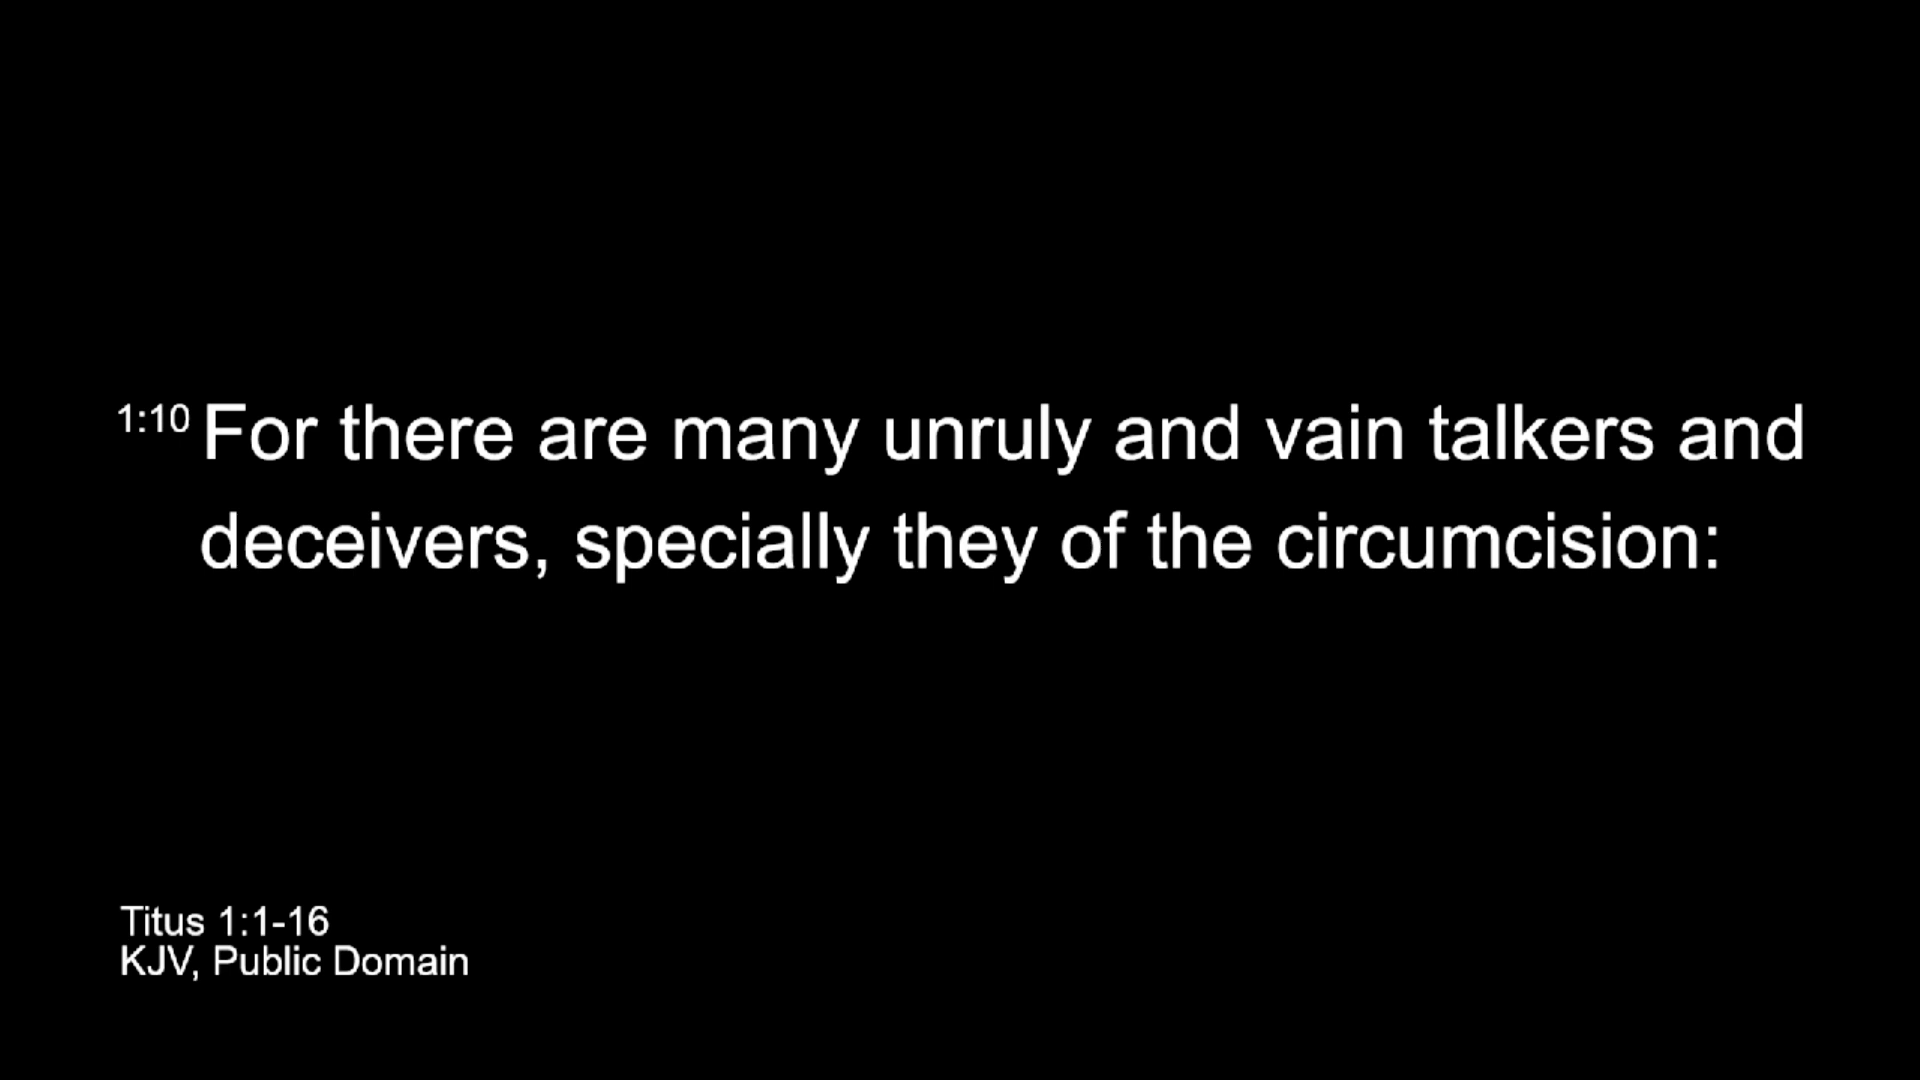 1:10 For there are many unruly and vain talkers and
deceivers, specially they of the circumcision:
Titus 1:1-16
KJV, Public Domain